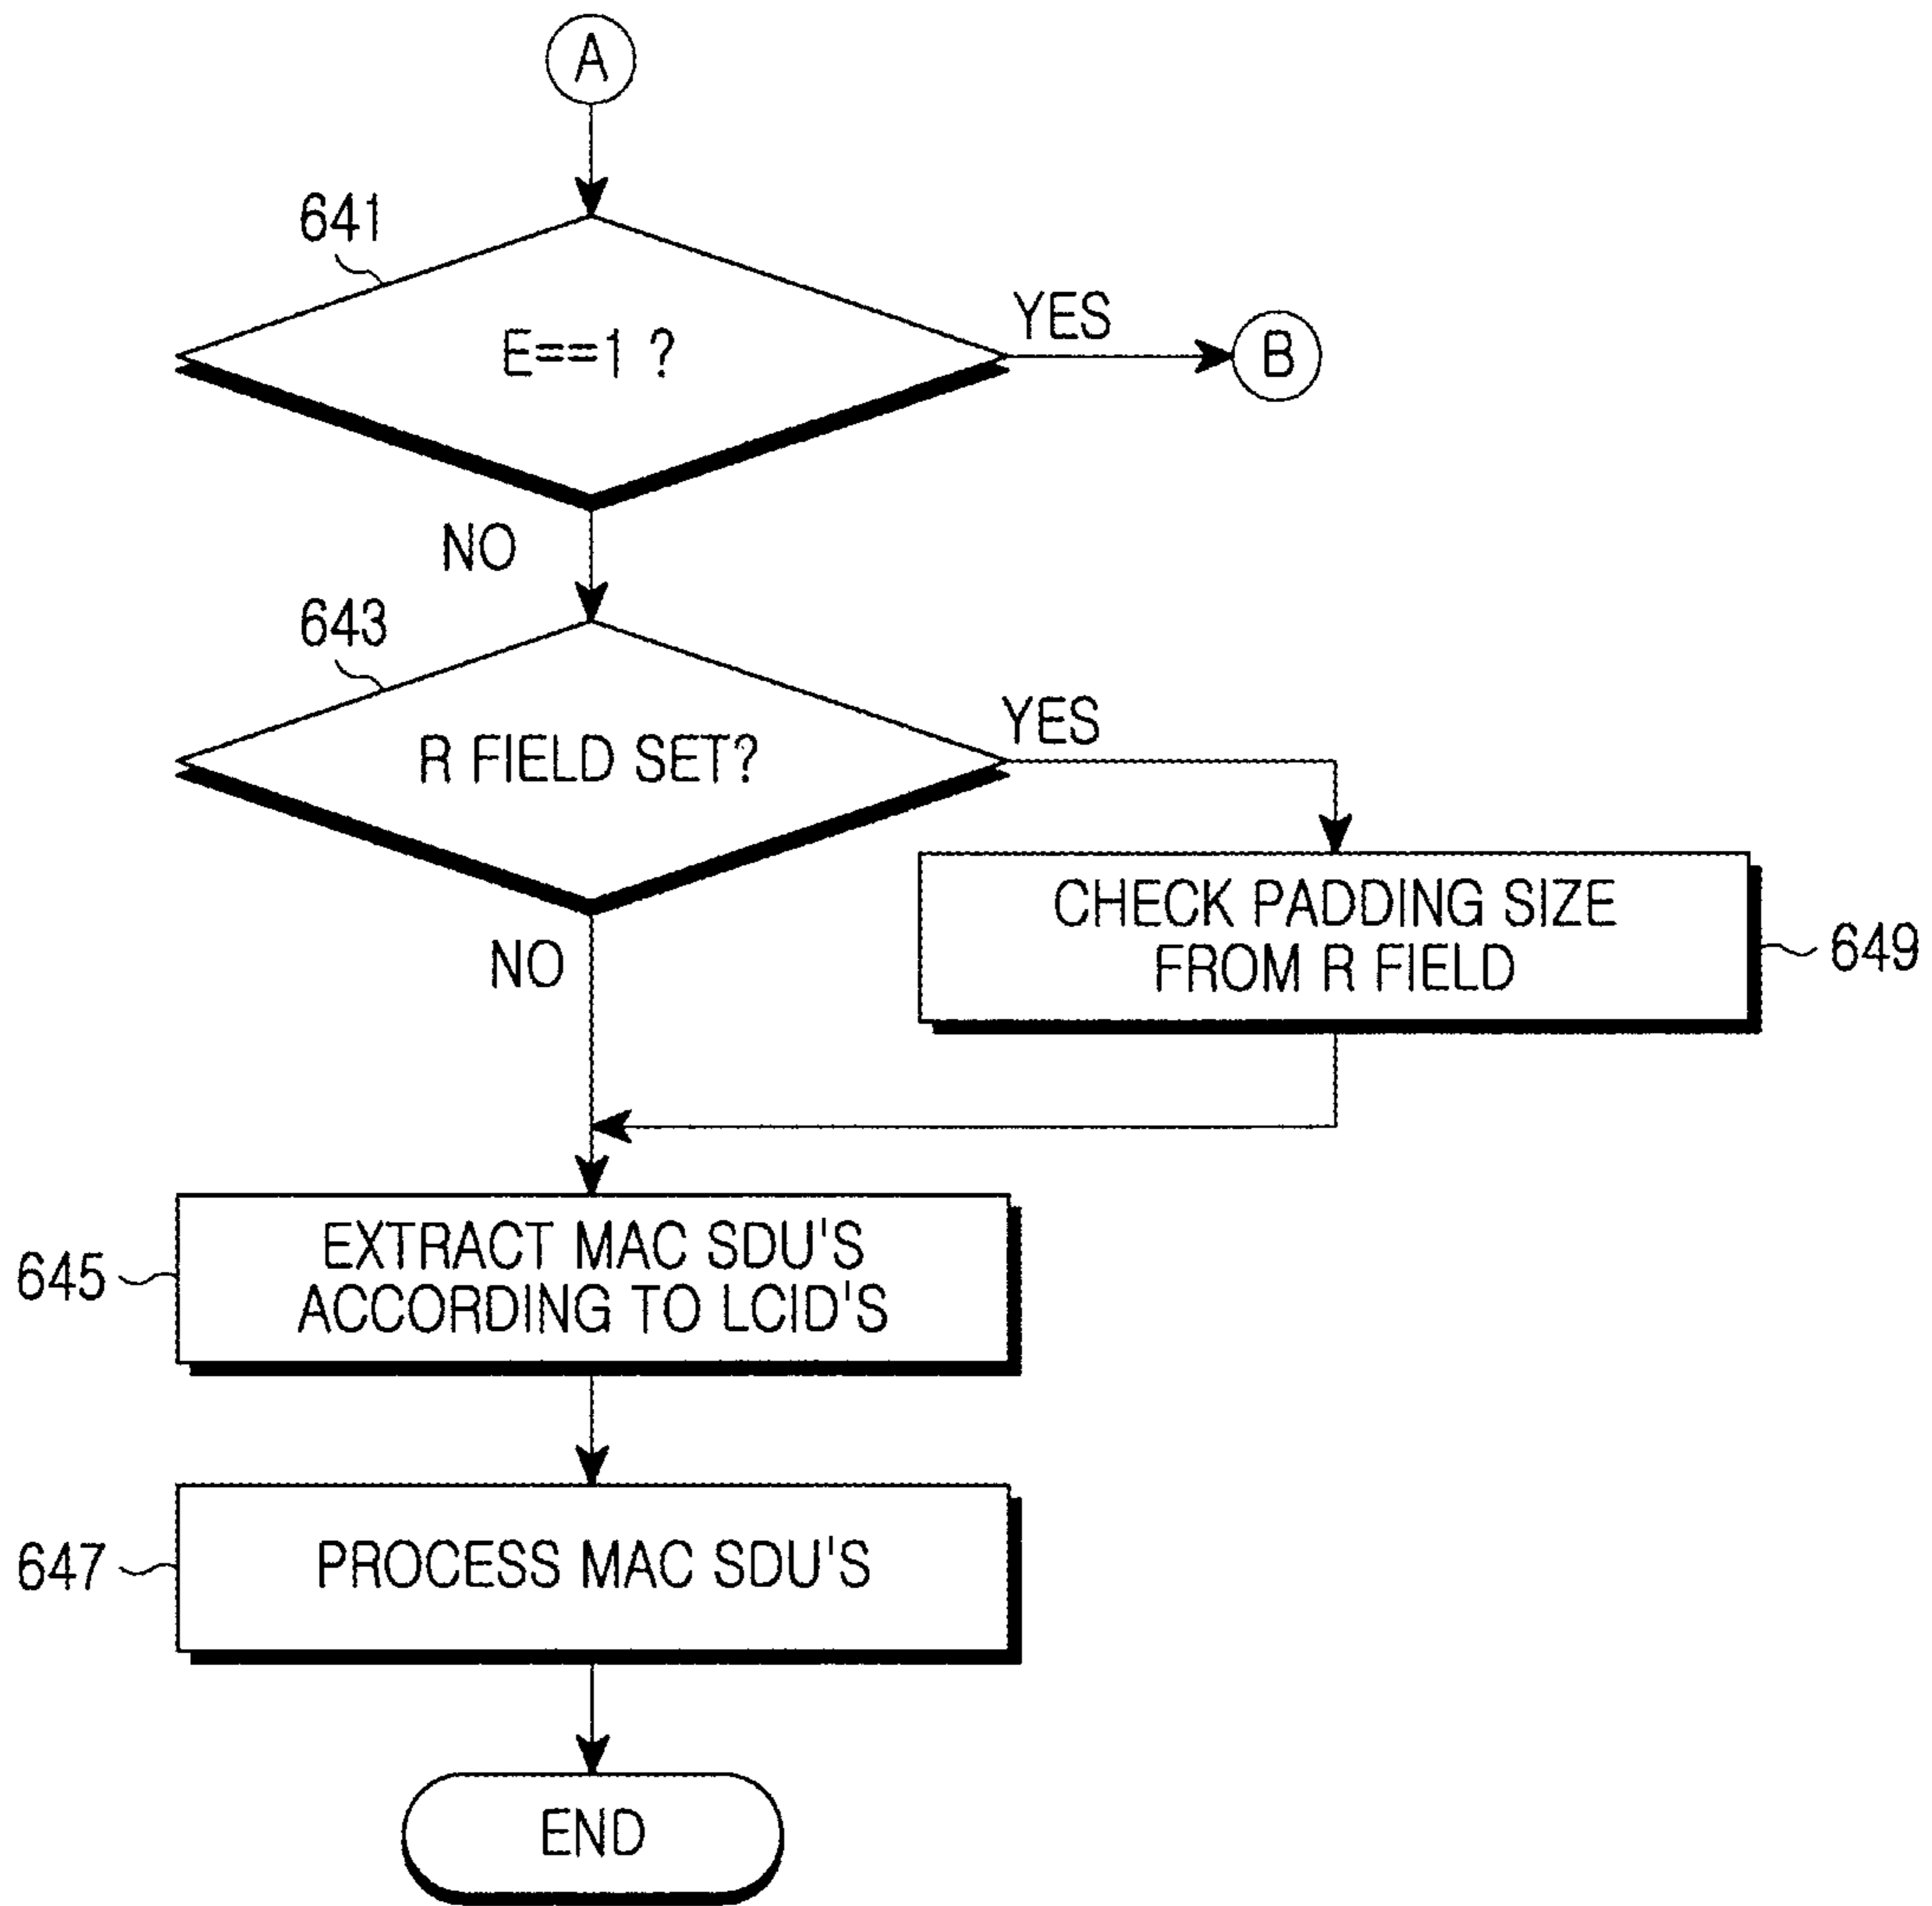 A
641
E==1 ?
YES
B
NO
643
R FIELD SET?
YES
CHECK PADDING SIZE
FROM R FIELD
649
NO
645
EXTRACT MAC SDU'S
ACCORDING TO LCID'S
647
PROCESS MAC SDU'S
END